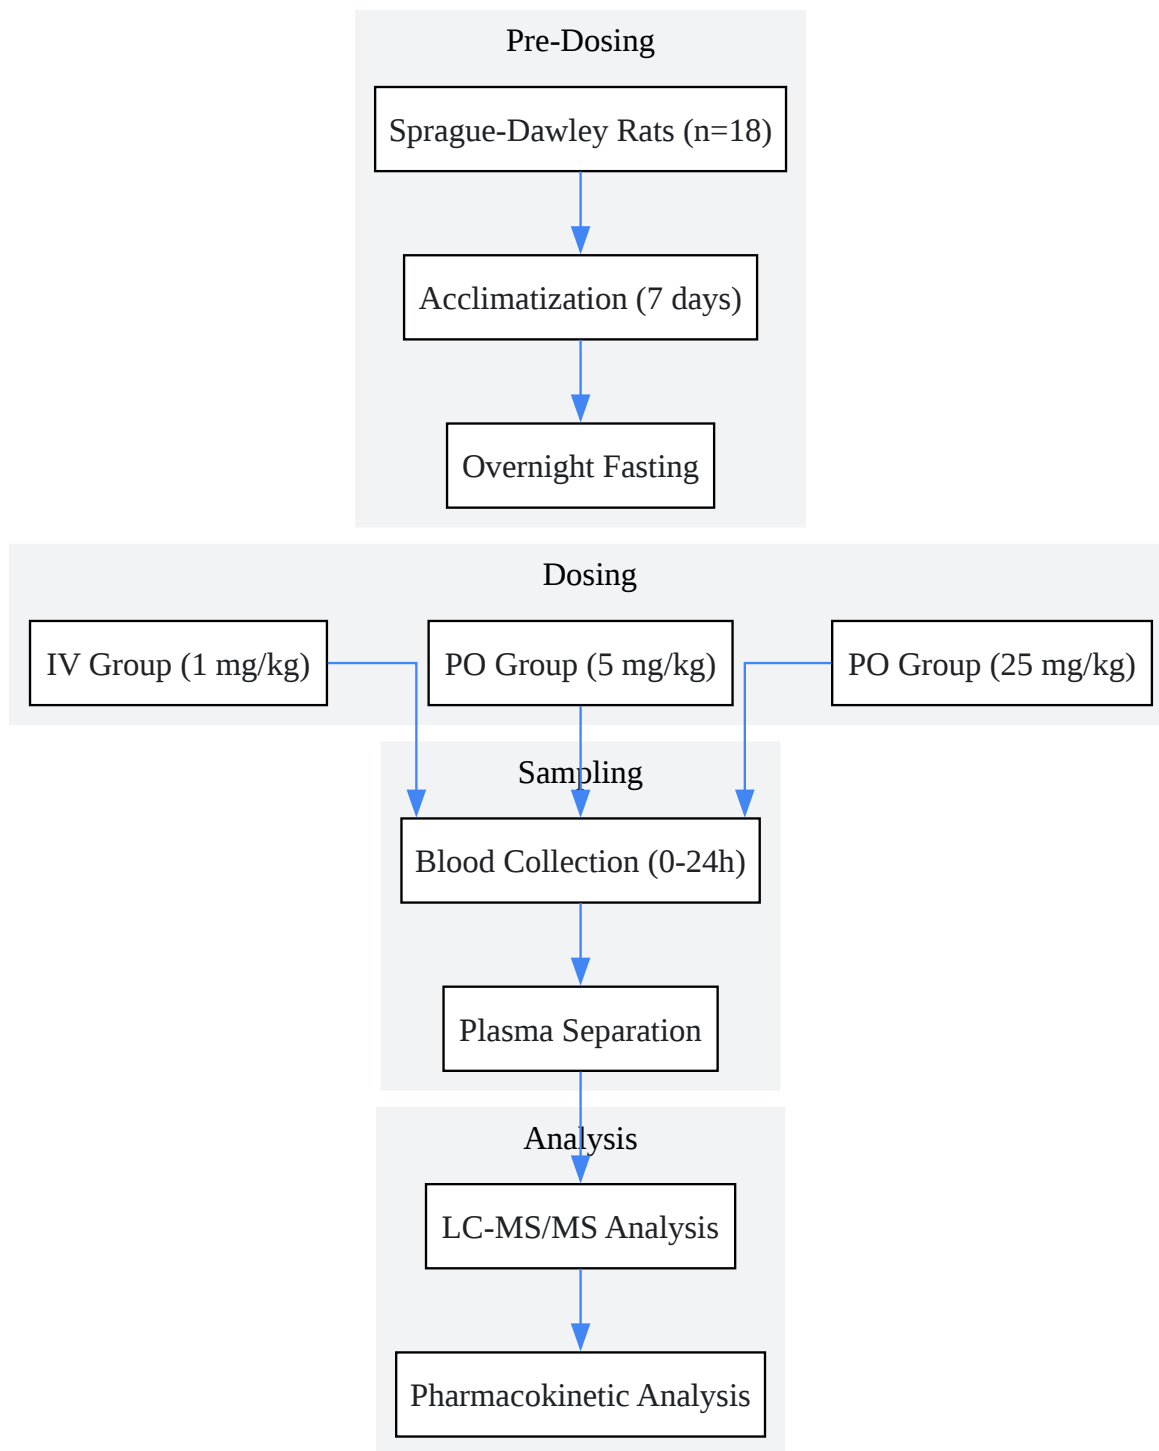 Pre-Dosing
Sprague-Dawley Rats (n=18)
Acclimatization (7 days)
Overnight Fasting
Dosing
IV Group (1 mg/kg)
PO Group (5 mg/kg)
PO Group (25 mg/kg)
Sampling
Blood Collection (0-24h)
Plasma Separation
Analysis
LC-MS/MS Analysis
Pharmacokinetic Analysis